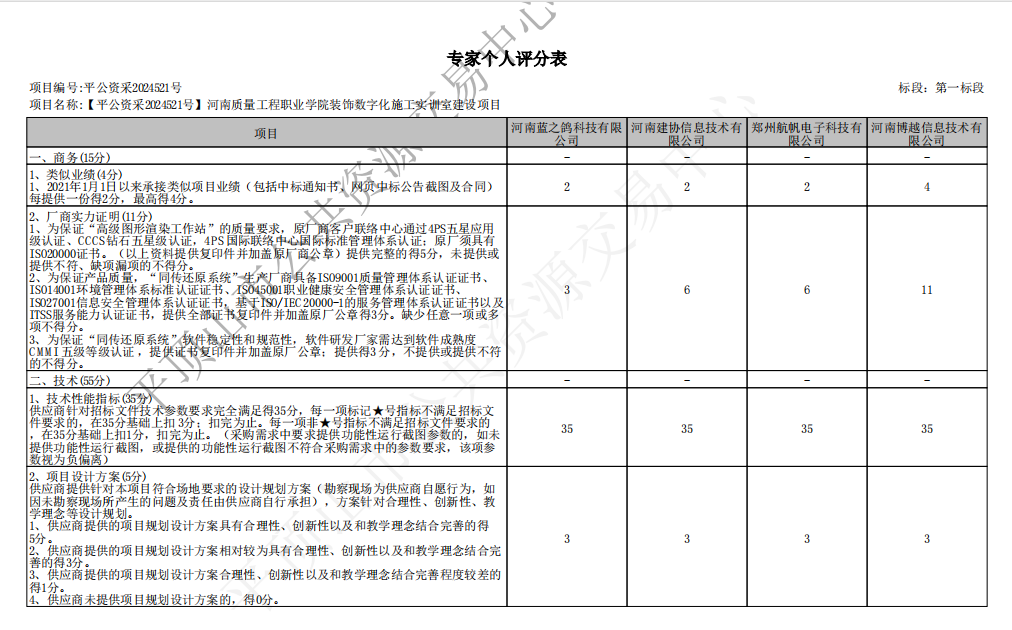 专家个人评分表
项目编号:平公资采2024521号
标段：第一标段
项目名称:【平公资采2024521号】河南质量工程职业学院装饰数字化施工实训室建设项目
项目
河南蓝之鸽科技有限公司
河南建协信息技术有限公司
郑州航帆电子科技有限公司
河南博越信息技术有限公司
一、商务(15分)
－ － － －
1、类似业绩(4分)
1、2021年1月1日以来承接类似项目业绩（包括中标通知书、网页中标公告截图及合同）
每提供一份得2分，最高得4分。
2 2 2 4
2、厂商实力证明(11分)
1、为保证“高级图形渲染工作站”的质量要求，原厂商客户联络中心通过4PS五星应用
级认证、CCCS钻石五星级认证，4PS国际联络中心国际标准管理体系认证；原厂须具有
ISO20000证书。（以上资料提供复印件并加盖原厂商公章）提供完整的得5分，未提供或
提供不符、缺项漏项的不得分。
2、为保证产品质量，“同传还原系统”生产厂商具备ISO9001质量管理体系认证证书、
ISO14001环境管理体系标准认证证书、ISO45001职业健康安全管理体系认证证书、
ISO27001信息安全管理体系认证证书，基于ISO/IEC20000-1的服务管理体系认证证书以及
ITSS服务能力认证证书，提供全部证书复印件并加盖原厂公章得3分。缺少任意一项或多
项不得分。
3、为保证“同传还原系统”软件稳定性和规范性，软件研发厂家需达到软件成熟度
CMMI五级等级认证，提供证书复印件并加盖原厂公章；提供得3分，不提供或提供不符
的不得分。
3 6 6 11
二、技术(55分)
－ － － －
1、技术性能指标(35分)
供应商针对招标文件技术参数要求完全满足得35分，每一项标记★号指标不满足招标文
件要求的，在35分基础上扣3分；扣完为止。每一项非★号指标不满足招标文件要求的
，在35分基础上扣1分，扣完为止。（采购需求中要求提供功能性运行截图参数的，如未
提供功能性运行截图，或提供的功能性运行截图不符合采购需求中的参数要求，该项参
数视为负偏离）
35 35 35 35
2、项目设计方案(5分)
供应商提供针对本项目符合场地要求的设计规划方案（勘察现场为供应商自愿行为，如
因未勘察现场所产生的问题及责任由供应商自行承担），方案针对合理性、创新性、教
学理念等设计规划。
1、供应商提供的项目规划设计方案具有合理性、创新性以及和教学理念结合完善的得
5分。
2、供应商提供的项目规划设计方案相对较为具有合理性、创新性以及和教学理念结合完
善的得3分。
3、供应商提供的项目规划设计方案合理性、创新性以及和教学理念结合完善程度较差的
得1分。
4、供应商未提供项目规划设计方案的，得0分。
3 3 3 3
平顶山市公共资源交易中心
平顶山市公共资源交易中心